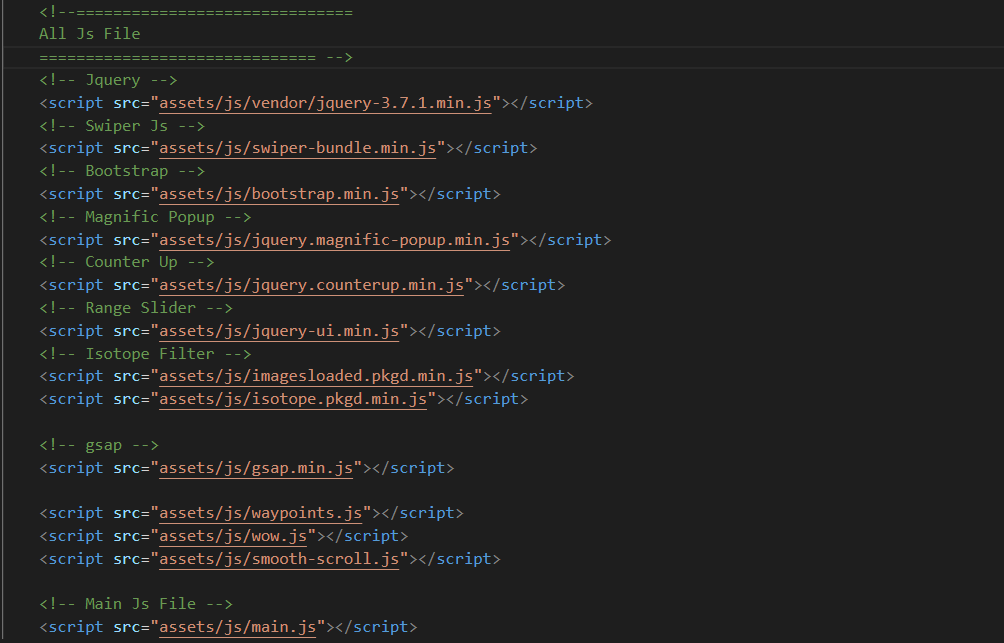 <!--==============================
All Js File
============================== -->
<!-- Jquery -->
<script src="assets/js/vendor/jquery-3.7.1.min.js"></script>
<!-- Swiper Js -->
<script src="assets/js/swiper-bundle.min.js"></script>
<!-- Bootstrap -->
<script src="assets/js/bootstrap.min.js"></script>
<!-- Magnific Popup -->
<script src="assets/js/jquery.magnific-popup.min.js"></script>
<!-- Counter Up -->
<script src="assets/js/jquery.counterup.min.js"></script>
<!-- Range Slider -->
<script src="assets/js/jquery-ui.min.js"></script>
<!-- Isotope Filter -->
<script src="assets/js/imagesloaded.pkgd.min.js"></script>
<script src="assets/js/isotope.pkgd.min.js"></script>
<!-- gsap -->
<script src="assets/js/gsap.min.js"></script>
<script src="assets/js/waypoints.js"></script>
<script src="assets/js/wow.js"></script>
<script src="assets/js/smooth-scroll.js"></script>
<!-- Main Js File -->
<script src="assets/js/main.js"></script>